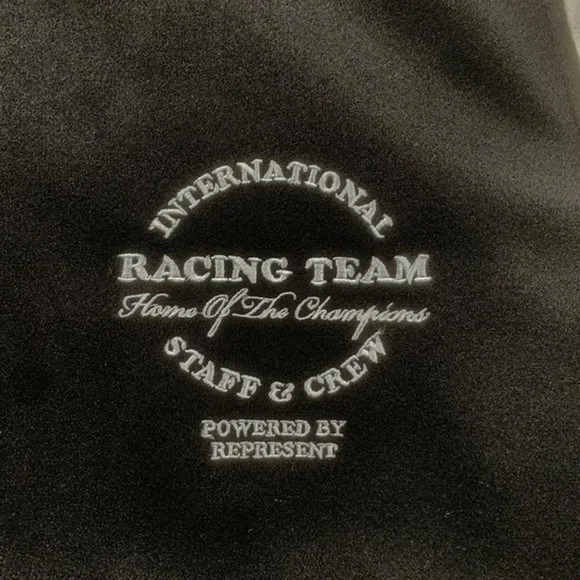 INTERNATIONAL
RACING TEAM
Home Of The Champions
STAFF & CREW
POWERED BY
REPRESENT